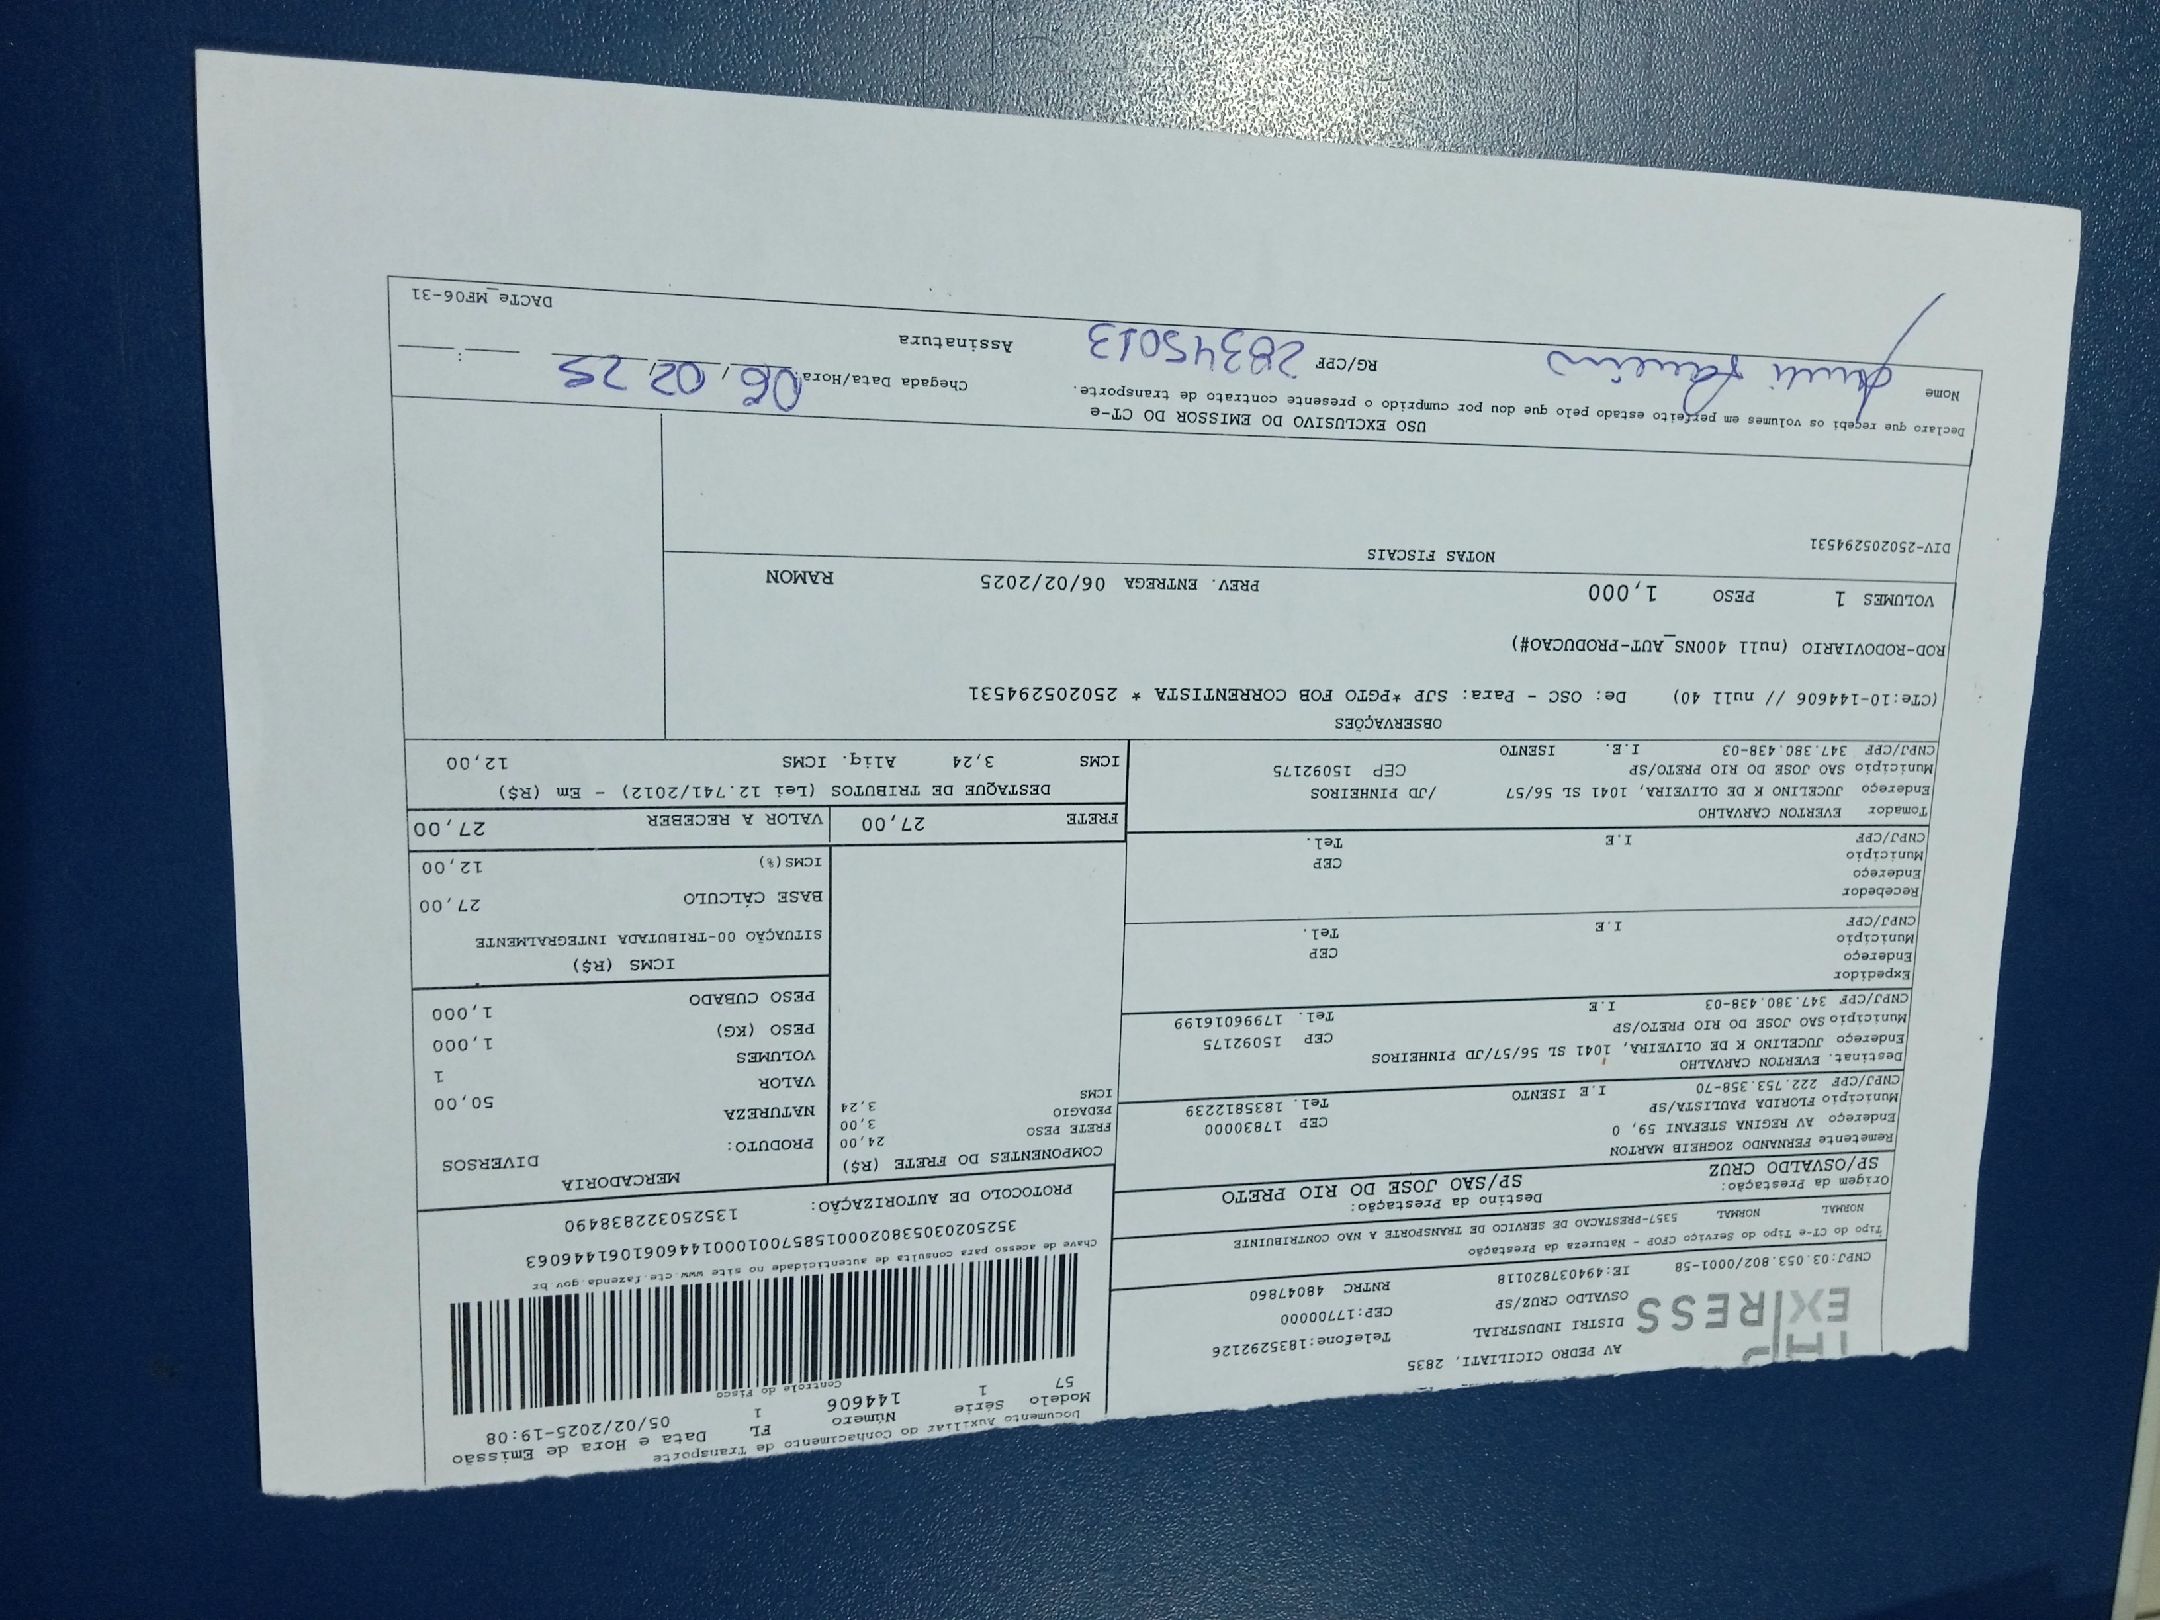 Documento Auxiliar do Conhecimento de Transporte
Modelo Série Número FL Data e Hora de Emissão
57 1 144606 1 05/02/2025-19:08
Controle do Fisco
EXPRESS
AV PEDRO CICILIATI, 2835
DISTRI INDUSTRIAL Telefone:1835292126
OSVALDO CRUZ/SP CEP:17700000
CNPJ:03.053.802/0001-58 IE:494037820118 RNTRC 48047860
Chave de acesso para consulta de autenticidade no site www.cte.fazenda.gov.br
35250203053802000158570010001446061061446063
PROTOCOLO DE AUTORIZAÇÃO: 135250322838490
Tipo do CT-e Tipo do Serviço CFOP - Natureza da Prestação
NORMAL NORMAL 5357-PRESTACAO DE SERVICO DE TRANSPORTE A NAO CONTRIBUINTE
Origem da Prestação: Destino da Prestação:
SP/OSVALDO CRUZ SP/SAO JOSE DO RIO PRETO
Remetente FERNANDO ZOGHEIB MARTON
Endereço AV REGINA STEFANI 59, 0 CEP 17830000
Município FLORIDA PAULISTA/SP Tel. 1835812239
CNPJ/CPF 222.753.358-70 I.E ISENTO
Destinat. EVERTON CARVALHO
Endereço JUCELINO K DE OLIVEIRA, 1041 SL 56/57/JD PINHEIROS CEP 15092175
Município SAO JOSE DO RIO PRETO/SP Tel. 17996016199
CNPJ/CPF 347.380.438-03 I.E
Expedidor
Endereço CEP
Município Tel.
CNPJ/CPF I.E
Recebedor
Endereço CEP
Município Tel.
CNPJ/CPF I.E
Tomador EVERTON CARVALHO
Endereço JUCELINO K DE OLIVEIRA, 1041 SL 56/57 /JD PINHEIROS
Município SAO JOSE DO RIO PRETO/SP CEP 15092175
CNPJ/CPF 347.380.438-03 I.E. ISENTO
COMPONENTES DO FRETE (R$)
FRETE PESO 24,00
PEDAGIO 3,00
ICMS 3,24
MERCADORIA
PRODUTO: DIVERSOS
NATUREZA
VALOR 50,00
VOLUMES 1
PESO (KG) 1,000
PESO CUBADO 1,000
ICMS (R$)
SITUAÇÃO 00-TRIBUTADA INTEGRALMENTE
BASE CÁLCULO 27,00
ICMS(%) 12,00
FRETE 27,00 VALOR A RECEBER 27,00
DESTAQUE DE TRIBUTOS (Lei 12.741/2012) - Em (R$)
ICMS 3,24 Aliq. ICMS 12,00
OBSERVAÇÕES
(CTe:10-144606 // null 40) De: OSC - Para: SJP *PGTO FOB CORRENTISTA * 250205294531
ROD-RODOVIARIO (null 400NS_AUT-PRODUCAO#)
VOLUMES 1 PESO 1,000 PREV. ENTREGA 06/02/2025 RAMON
NOTAS FISCAIS
DIV-250205294531
USO EXCLUSIVO DO EMISSOR DO CT-e
Declaro que recebi os volumes em perfeito estado pelo que dou por cumprido o presente contrato de transporte.
Nome RG/CPF 28345013 Chegada Data/Hora 06/02/25 :
Assinatura
DACTe_MF06-31